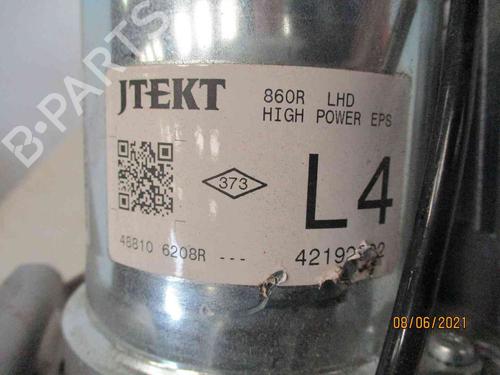 JTEKT
860R LHD
HIGH POWER EPS
373
L4
48810 6208R ---
B-PARTS
08/06/2021